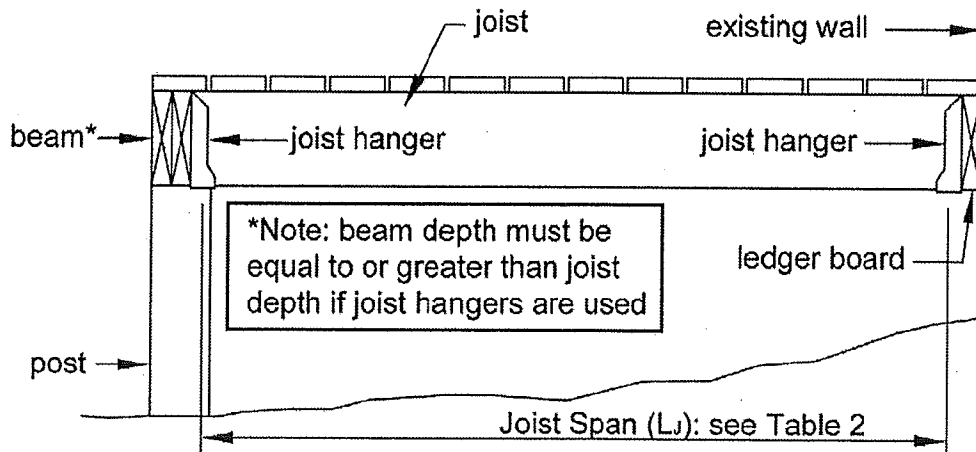 joist
existing wall
beam*
joist hanger
joist hanger
*Note: beam depth must be
equal to or greater than joist
depth if joist hangers are used
ledger board
post
Joist Span (LJ): see Table 2